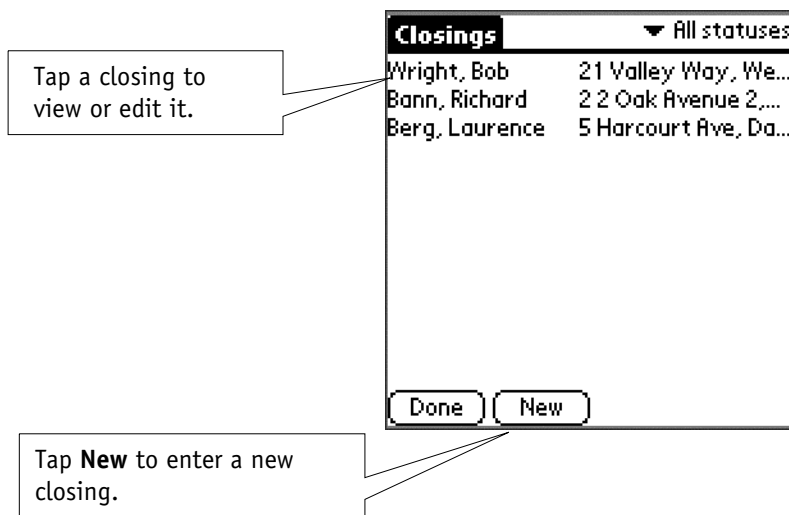 Closings ▼ All statuses
Tap a closing to
view or edit it.
Wright, Bob 21 Valley Way, We...
Bann, Richard 2 2 Oak Avenue 2,...
Berg, Laurence 5 Harcourt Ave, Da...
Done New
Tap New to enter a new
closing.